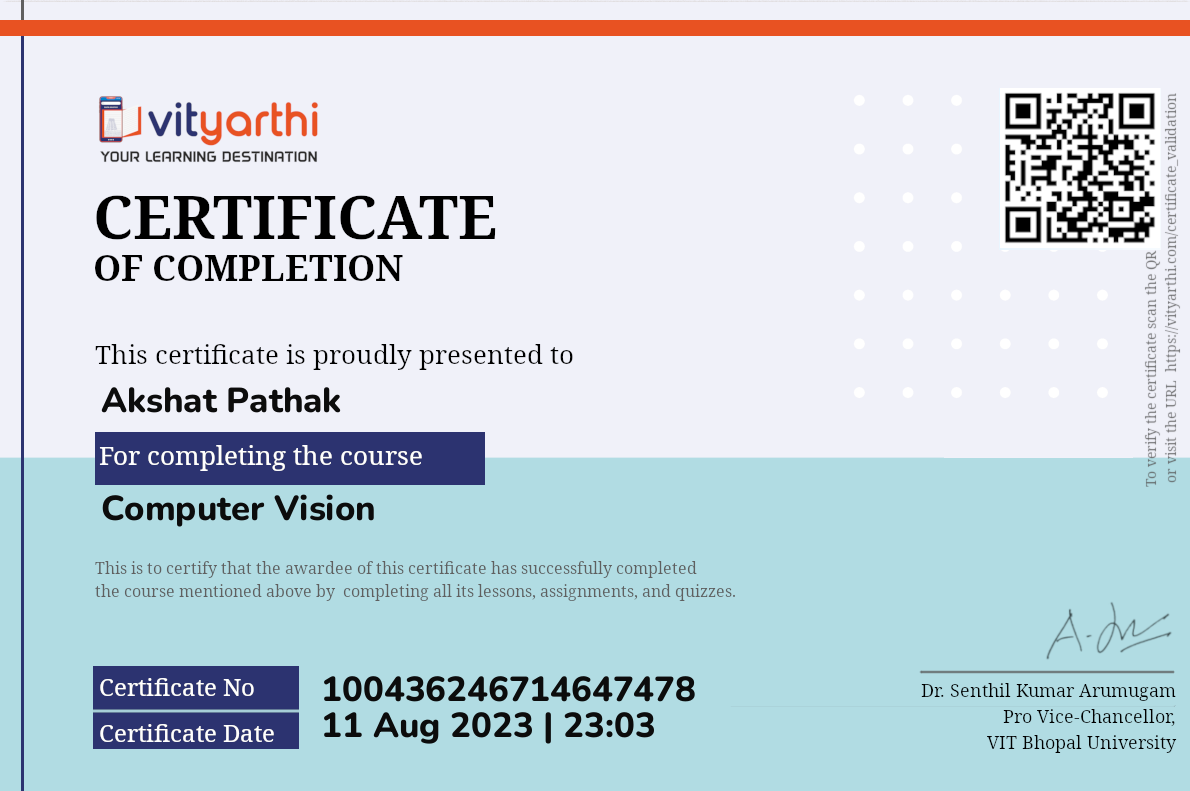 vityarthi
YOUR LEARNING DESTINATION
CERTIFICATE
OF COMPLETION
This certificate is proudly presented to
Akshat Pathak
For completing the course
Computer Vision
This is to certify that the awardee of this certificate has successfully completed
the course mentioned above by completing all its lessons, assignments, and quizzes.
Certificate No
100436246714647478
Certificate Date
11 Aug 2023 | 23:03
To verify the certificate scan the QR
or visit the URL https://vityarthi.com/certificate_validation
Dr. Senthil Kumar Arumugam
Pro Vice-Chancellor,
VIT Bhopal University